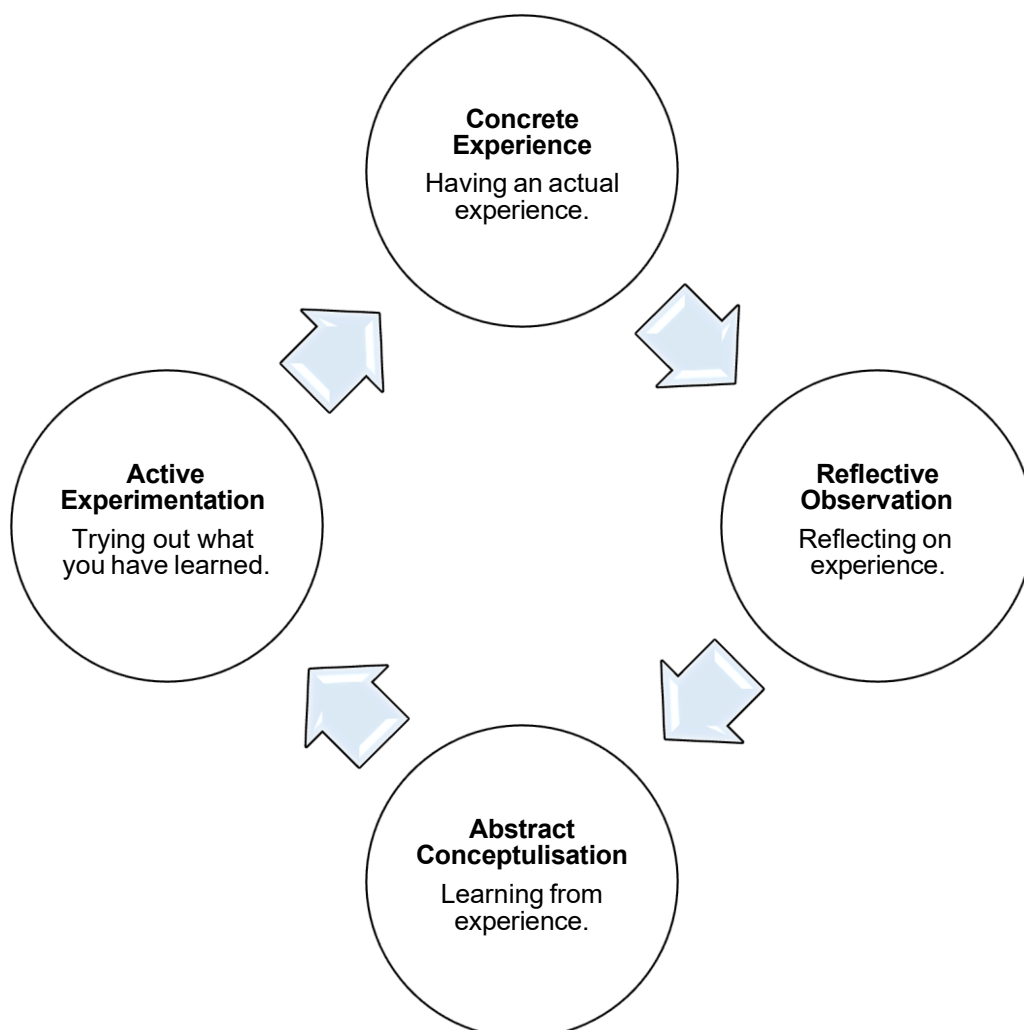 Concrete
Experience
Having an actual
experience.
Active
Experimentation
Trying out what
you have learned.
Reflective
Observation
Reflecting on
experience.
Abstract
Conceptulisation
Learning from
experience.